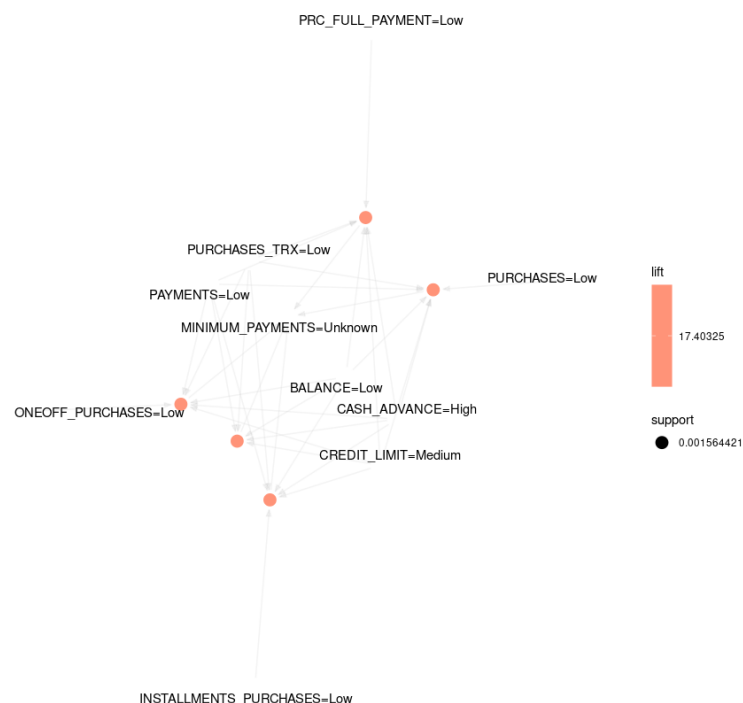 PRC_FULL_PAYMENT=Low
PURCHASES_TRX=Low
PURCHASES=Low
PAYMENTS=Low
MINIMUM_PAYMENTS=Unknown
BALANCE=Low
ONEOFF_PURCHASES=Low
CASH_ADVANCE=High
CREDIT_LIMIT=Medium
INSTALLMENTS_PURCHASES=Low
lift
17.40325
support
0.001564421